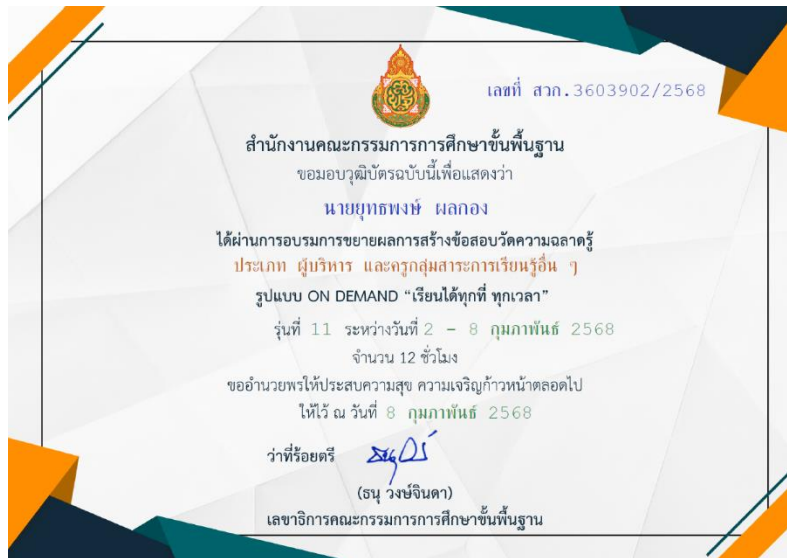 เลขที่ สวก.3603902/2568
สำนักงานคณะกรรมการการศึกษาขั้นพื้นฐาน
ขอมอบวุฒิบัตรฉบับนี้เพื่อแสดงว่า
นายยุทธพงษ์ ผลกอง
ได้ผ่านการอบรมการขยายผลการสร้างข้อสอบวัดความฉลาดรู้
ประเภท ผู้บริหาร และครูกลุ่มสาระการเรียนรู้อื่น ๆ
รูปแบบ ON DEMAND “เรียนได้ทุกที่ ทุกเวลา”
รุ่นที่ 11 ระหว่างวันที่ 2 - 8 กุมภาพันธ์ 2568
จำนวน 12 ชั่วโมง
ขออำนวยพรให้ประสบความสุข ความเจริญก้าวหน้าตลอดไป
ให้ไว้ ณ วันที่ 8 กุมภาพันธ์ 2568
ว่าที่ร้อยตรี
(ธนุ วงษ์จินดา)
เลขาธิการคณะกรรมการการศึกษาขั้นพื้นฐาน